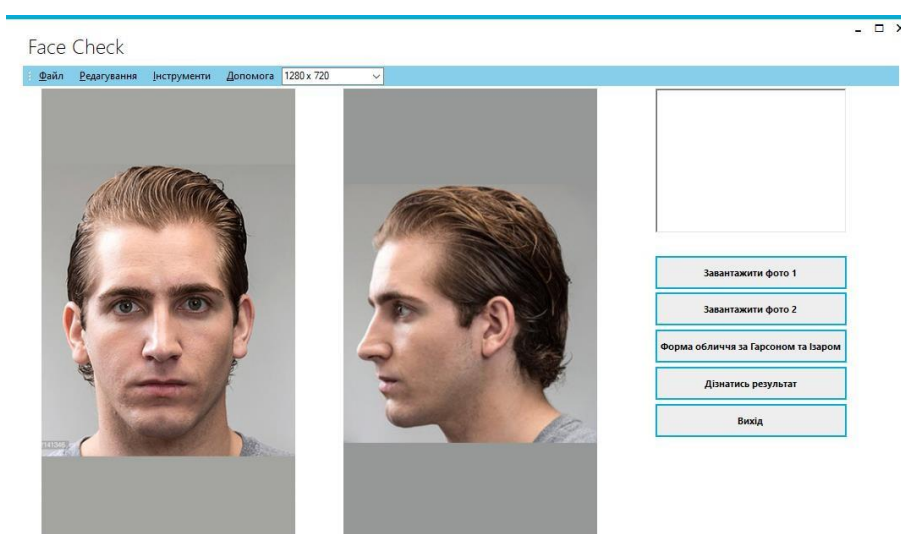 Face Check
Файл Редагування Інструменти Допомога 1280 x 720
Завантажити фото 1
Завантажити фото 2
Форма обличчя за Гарсоном та Ізаром
Дізнатись результат
Вихід